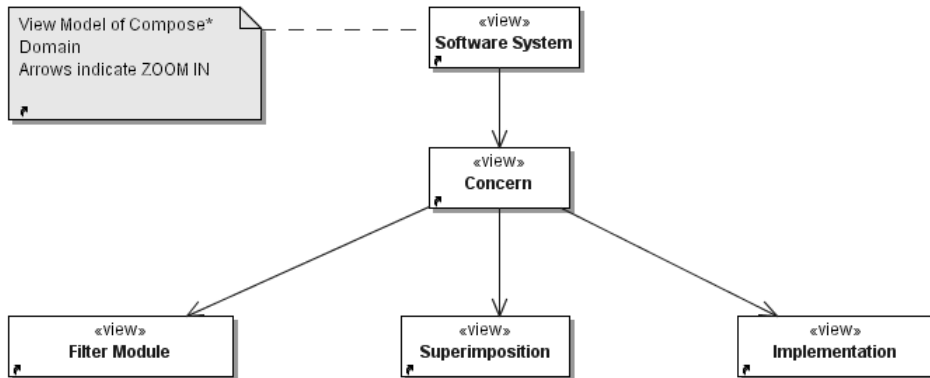 View Model of Compose*
Domain
Arrows indicate ZOOM IN
«view»
Software System
«view»
Concern
«view»
Filter Module
«view»
Superimposition
«view»
Implementation